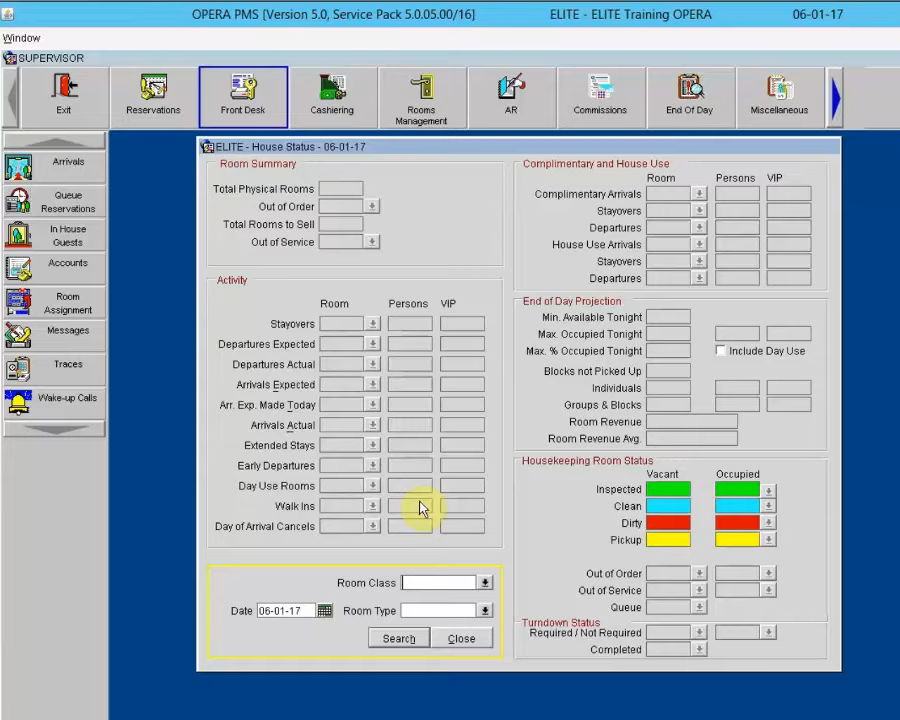 OPERA PMS [Version 5.0, Service Pack 5.0.05.00/16] ELITE - ELITE Training OPERA 06-01-17
Window
SUPERVISOR
Exit
Reservations
Front Desk
Cashiering
Rooms
Management
AR
Commissions
End Of Day
Miscellaneous
Arrivals
Queue
Reservations
In House
Guests
Accounts
Room
Assignment
Messages
Traces
Wake-up Calls
ELITE - House Status - 06-01-17
Room Summary
Total Physical Rooms
Out of Order
Total Rooms to Sell
Out of Service
Activity
Room Persons VIP
Stayovers
Departures Expected
Departures Actual
Arrivals Expected
Arr. Exp. Made Today
Arrivals Actual
Extended Stays
Early Departures
Day Use Rooms
Walk Ins
Day of Arrival Cancels
Room Class
Date 06-01-17 Room Type
Search Close
Complimentary and House Use
Room Persons VIP
Complimentary Arrivals
Stayovers
Departures
House Use Arrivals
Stayovers
Departures
End of Day Projection
Min. Available Tonight
Max. Occupied Tonight
Max. % Occupied Tonight Include Day Use
Blocks not Picked Up
Individuals
Groups & Blocks
Room Revenue
Room Revenue Avg.
Housekeeping Room Status
Vacant Occupied
Inspected
Clean
Dirty
Pickup
Out of Order
Out of Service
Queue
Turndown Status
Required / Not Required
Completed